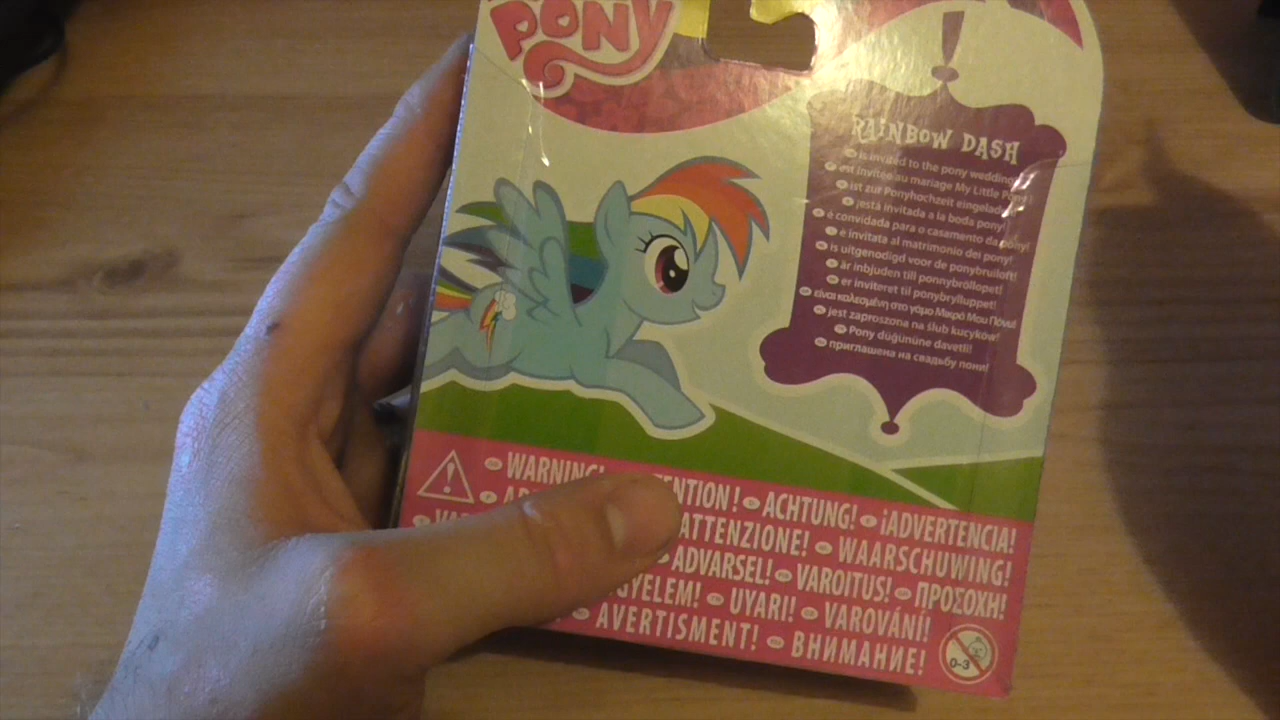 PONY
RAINBOW DASH
is invited to the pony wedding!
est invitée au mariage My Little Pony!
ist zur Ponyhochzeit eingeladen!
¡está invitada a la boda pony!
é convidada para o casamento da pony!
è invitata al matrimonio dei pony!
is uitgenodigd voor de ponybruiloft!
är inbjuden till ponnybröllopet!
er inviteret til ponybrylluppet!
είναι καλεσμένη στο γάμο Μικρό Μου Πόνυ!
jest zaproszona na ślub kucyków!
Pony düğününe davetli!
приглашена на свадьбу пони!
WARNING! TENTION! ACHTUNG! ¡ADVERTENCIA!
ATTENZIONE! WAARSCHUWING!
ADVARSEL! VAROITUS! ΠΡΟΣΟΧΗ!
GYELEM! UYARI! VAROVÁNÍ!
AVERTISMENT! ВНИМАНИЕ!
0-3